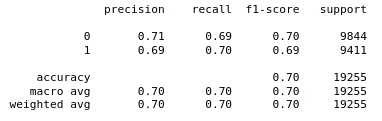 precision recall f1-score support
0 0.71 0.69 0.70 9844
1 0.69 0.70 0.69 9411
accuracy 0.70 19255
macro avg 0.70 0.70 0.70 19255
weighted avg 0.70 0.70 0.70 19255